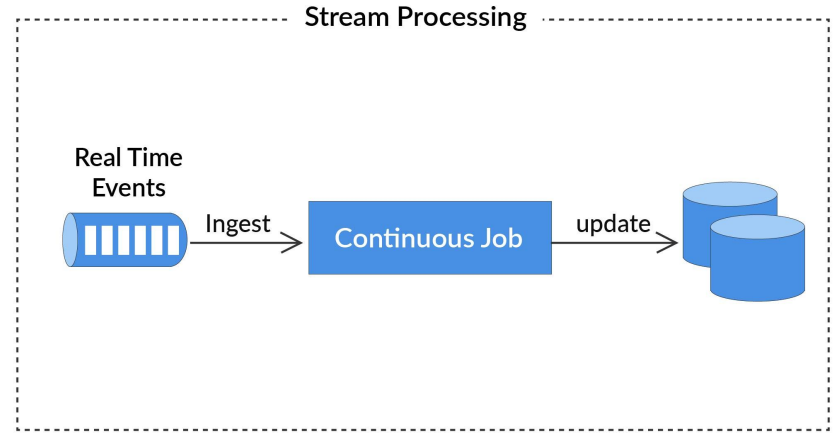 Stream Processing
Real Time
Events
Ingest
Continuous Job
update